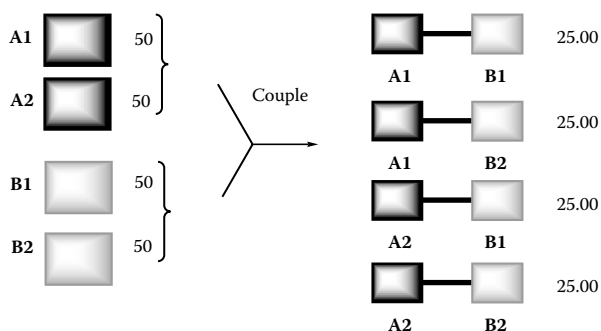 A1 50
A2 50
B1 50
B2 50
Couple
A1 B1 25.00
A1 B2 25.00
A2 B1 25.00
A2 B2 25.00